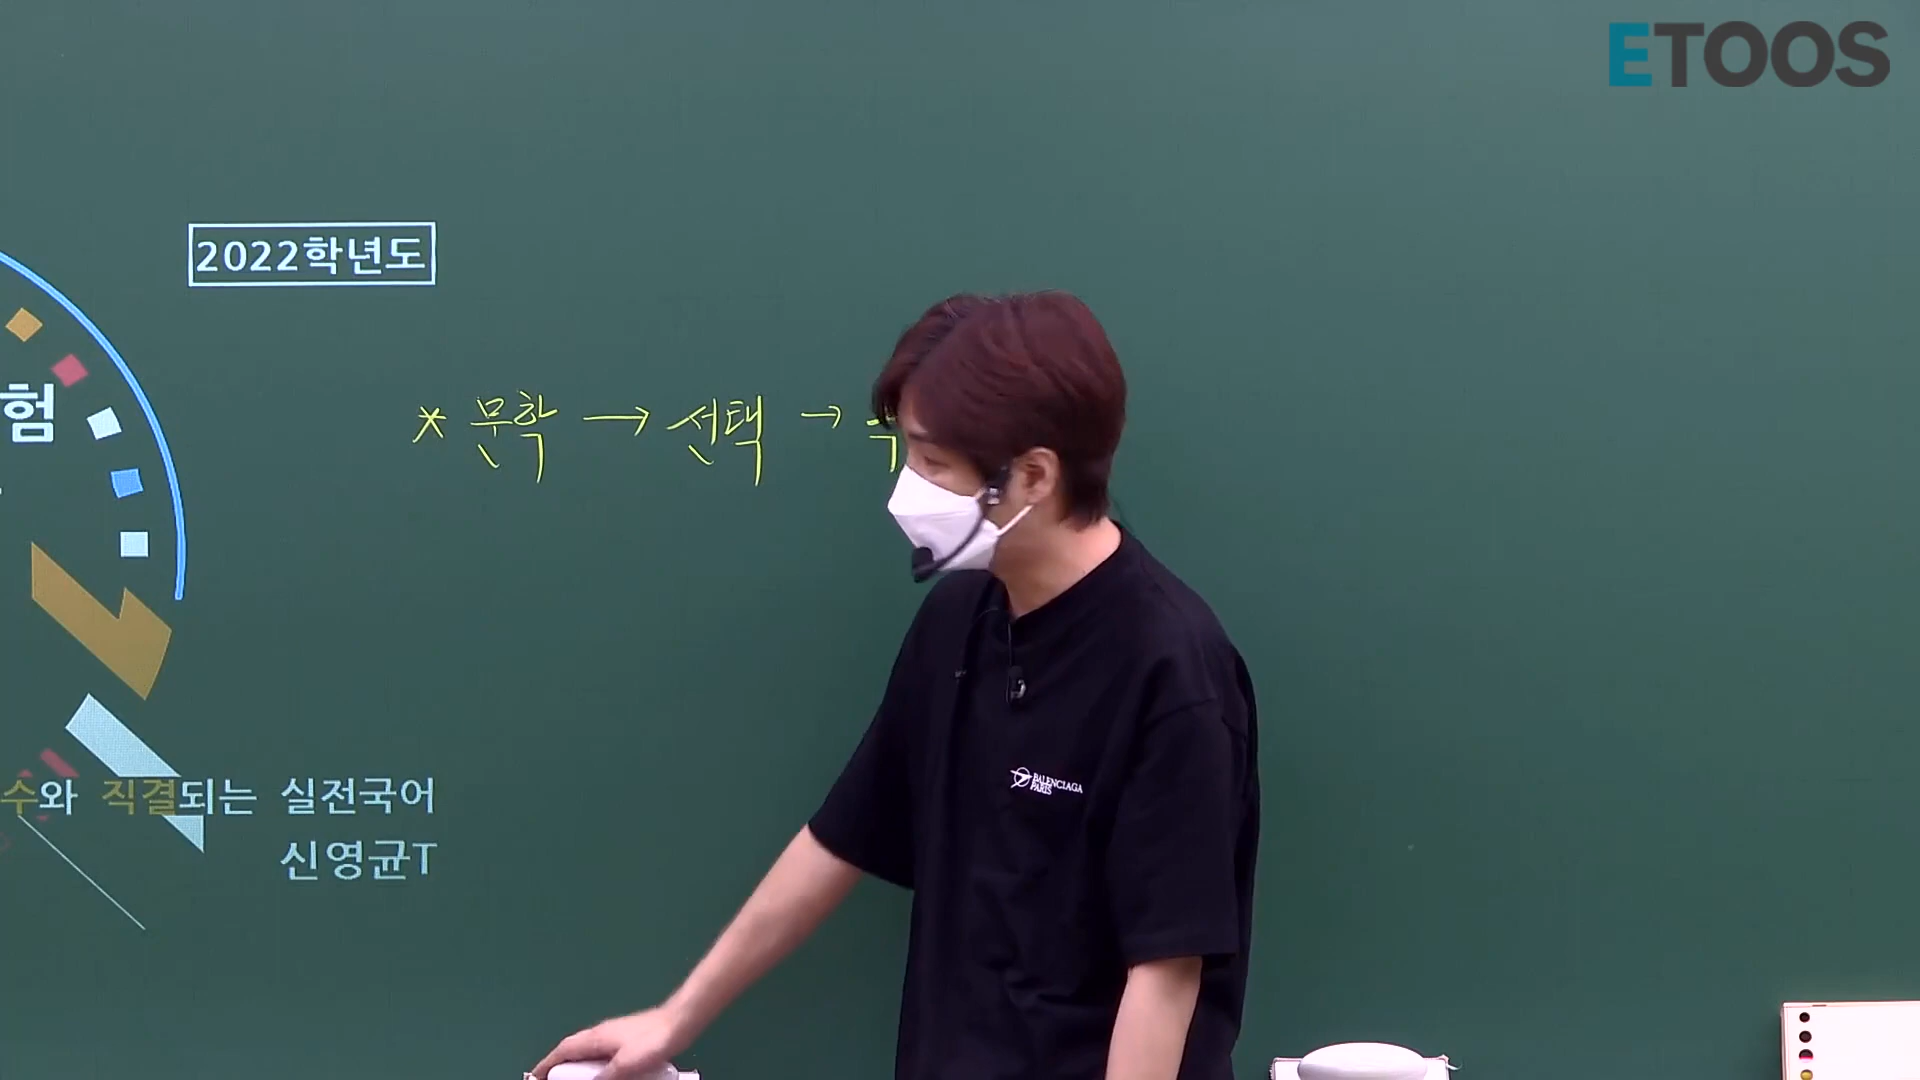 ETOOS
2022학년도
험
* 문학 → 선택 →
수와 직결되는 실전국어
신영균T
BALENCIAGA
PARIS